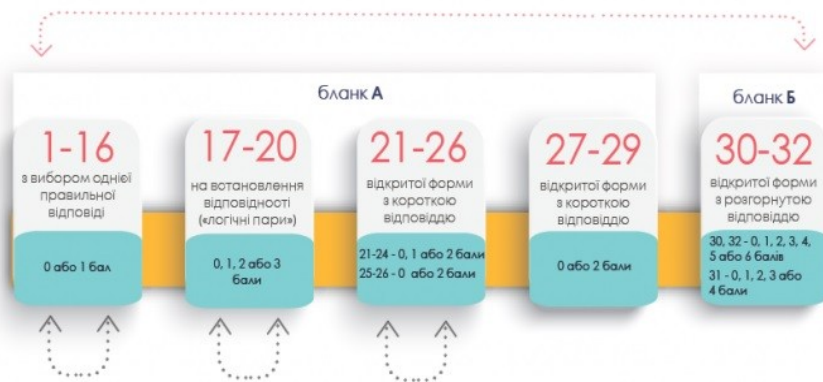 бланк А
бланк Б
1-16
з вибором однієї
правильної
відповіді
0 або 1 бал
17-20
на встановлення
відповідності
(«логічні пари»)
0, 1, 2 або 3
бали
21-26
відкритої форми
з короткою
відповіддю
21-24 - 0, 1 або 2 бали
25-26 - 0 або 2 бали
27-29
відкритої форми
з короткою
відповіддю
0 або 2 бали
30-32
відкритої форми
з розгорнутою
відповіддю
30, 32 - 0, 1, 2, 3, 4,
5 або 6 балів
31 - 0, 1, 2, 3 або
4 бали